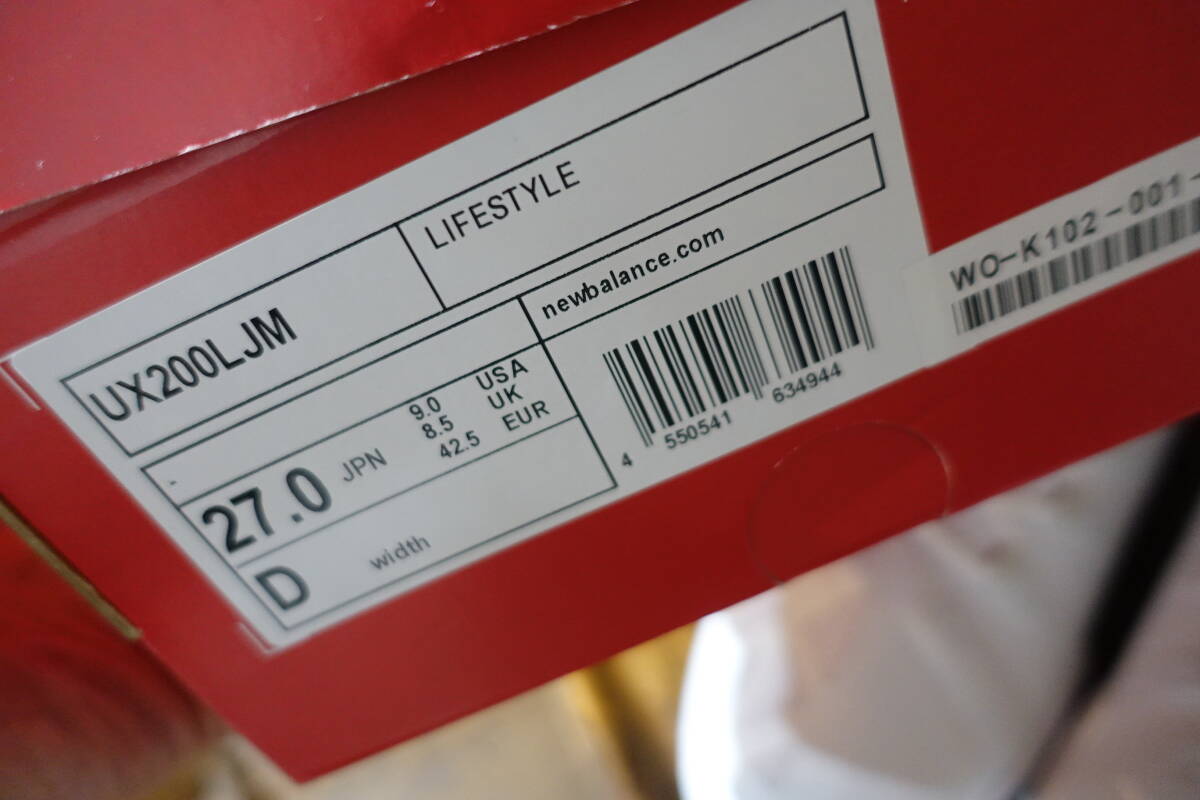 UX200LJM
LIFESTYLE
newbalance.com
27.0 JPN
9.0 USA
8.5 UK
42.5 EUR
D width
4 550541 634944
WO-K102-001-